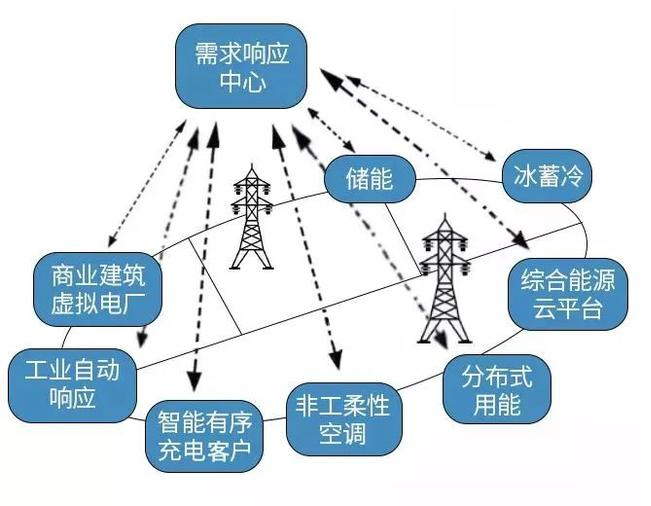 需求响应
中心
储能
冰蓄冷
商业建筑
虚拟电厂
综合能源
云平台
工业自动
响应
智能有序
充电客户
非工柔性
空调
分布式
用能